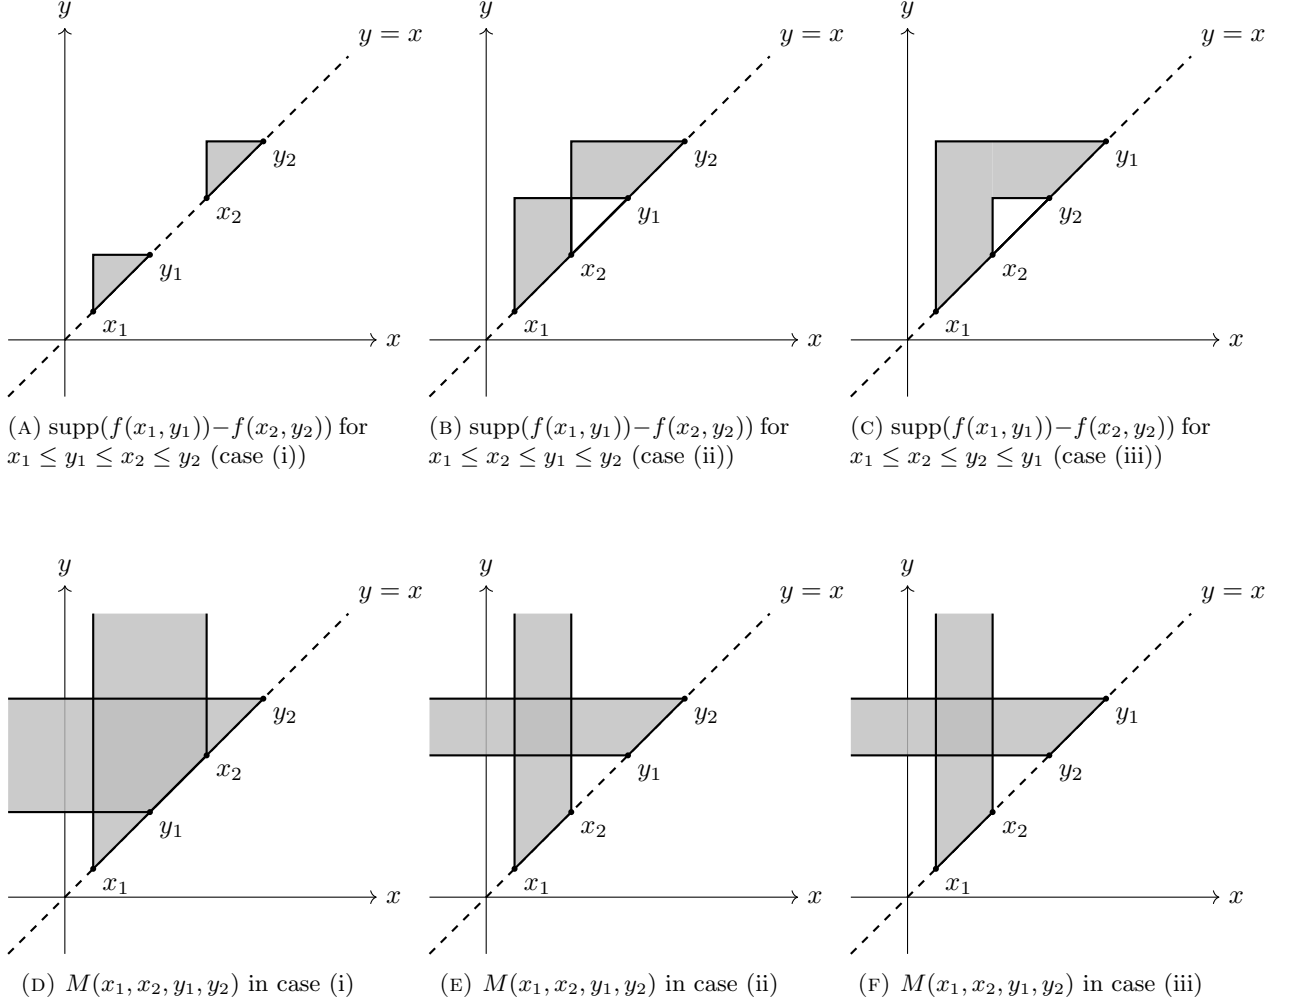 y
y = x
y₂
x₂
y₁
x₁
x
(A) supp(f(x₁, y₁))−f(x₂, y₂)) for
x₁ ≤ y₁ ≤ x₂ ≤ y₂ (case (i))
y
y = x
y₂
y₁
x₂
x₁
x
(B) supp(f(x₁, y₁))−f(x₂, y₂)) for
x₁ ≤ x₂ ≤ y₁ ≤ y₂ (case (ii))
y
y = x
y₁
y₂
x₂
x₁
x
(C) supp(f(x₁, y₁))−f(x₂, y₂)) for
x₁ ≤ x₂ ≤ y₂ ≤ y₁ (case (iii))
y
y = x
y₂
x₂
y₁
x₁
x
(D) M(x₁, x₂, y₁, y₂) in case (i)
y
y = x
y₂
y₁
x₂
x₁
x
(E) M(x₁, x₂, y₁, y₂) in case (ii)
y
y = x
y₁
y₂
x₂
x₁
x
(F) M(x₁, x₂, y₁, y₂) in case (iii)